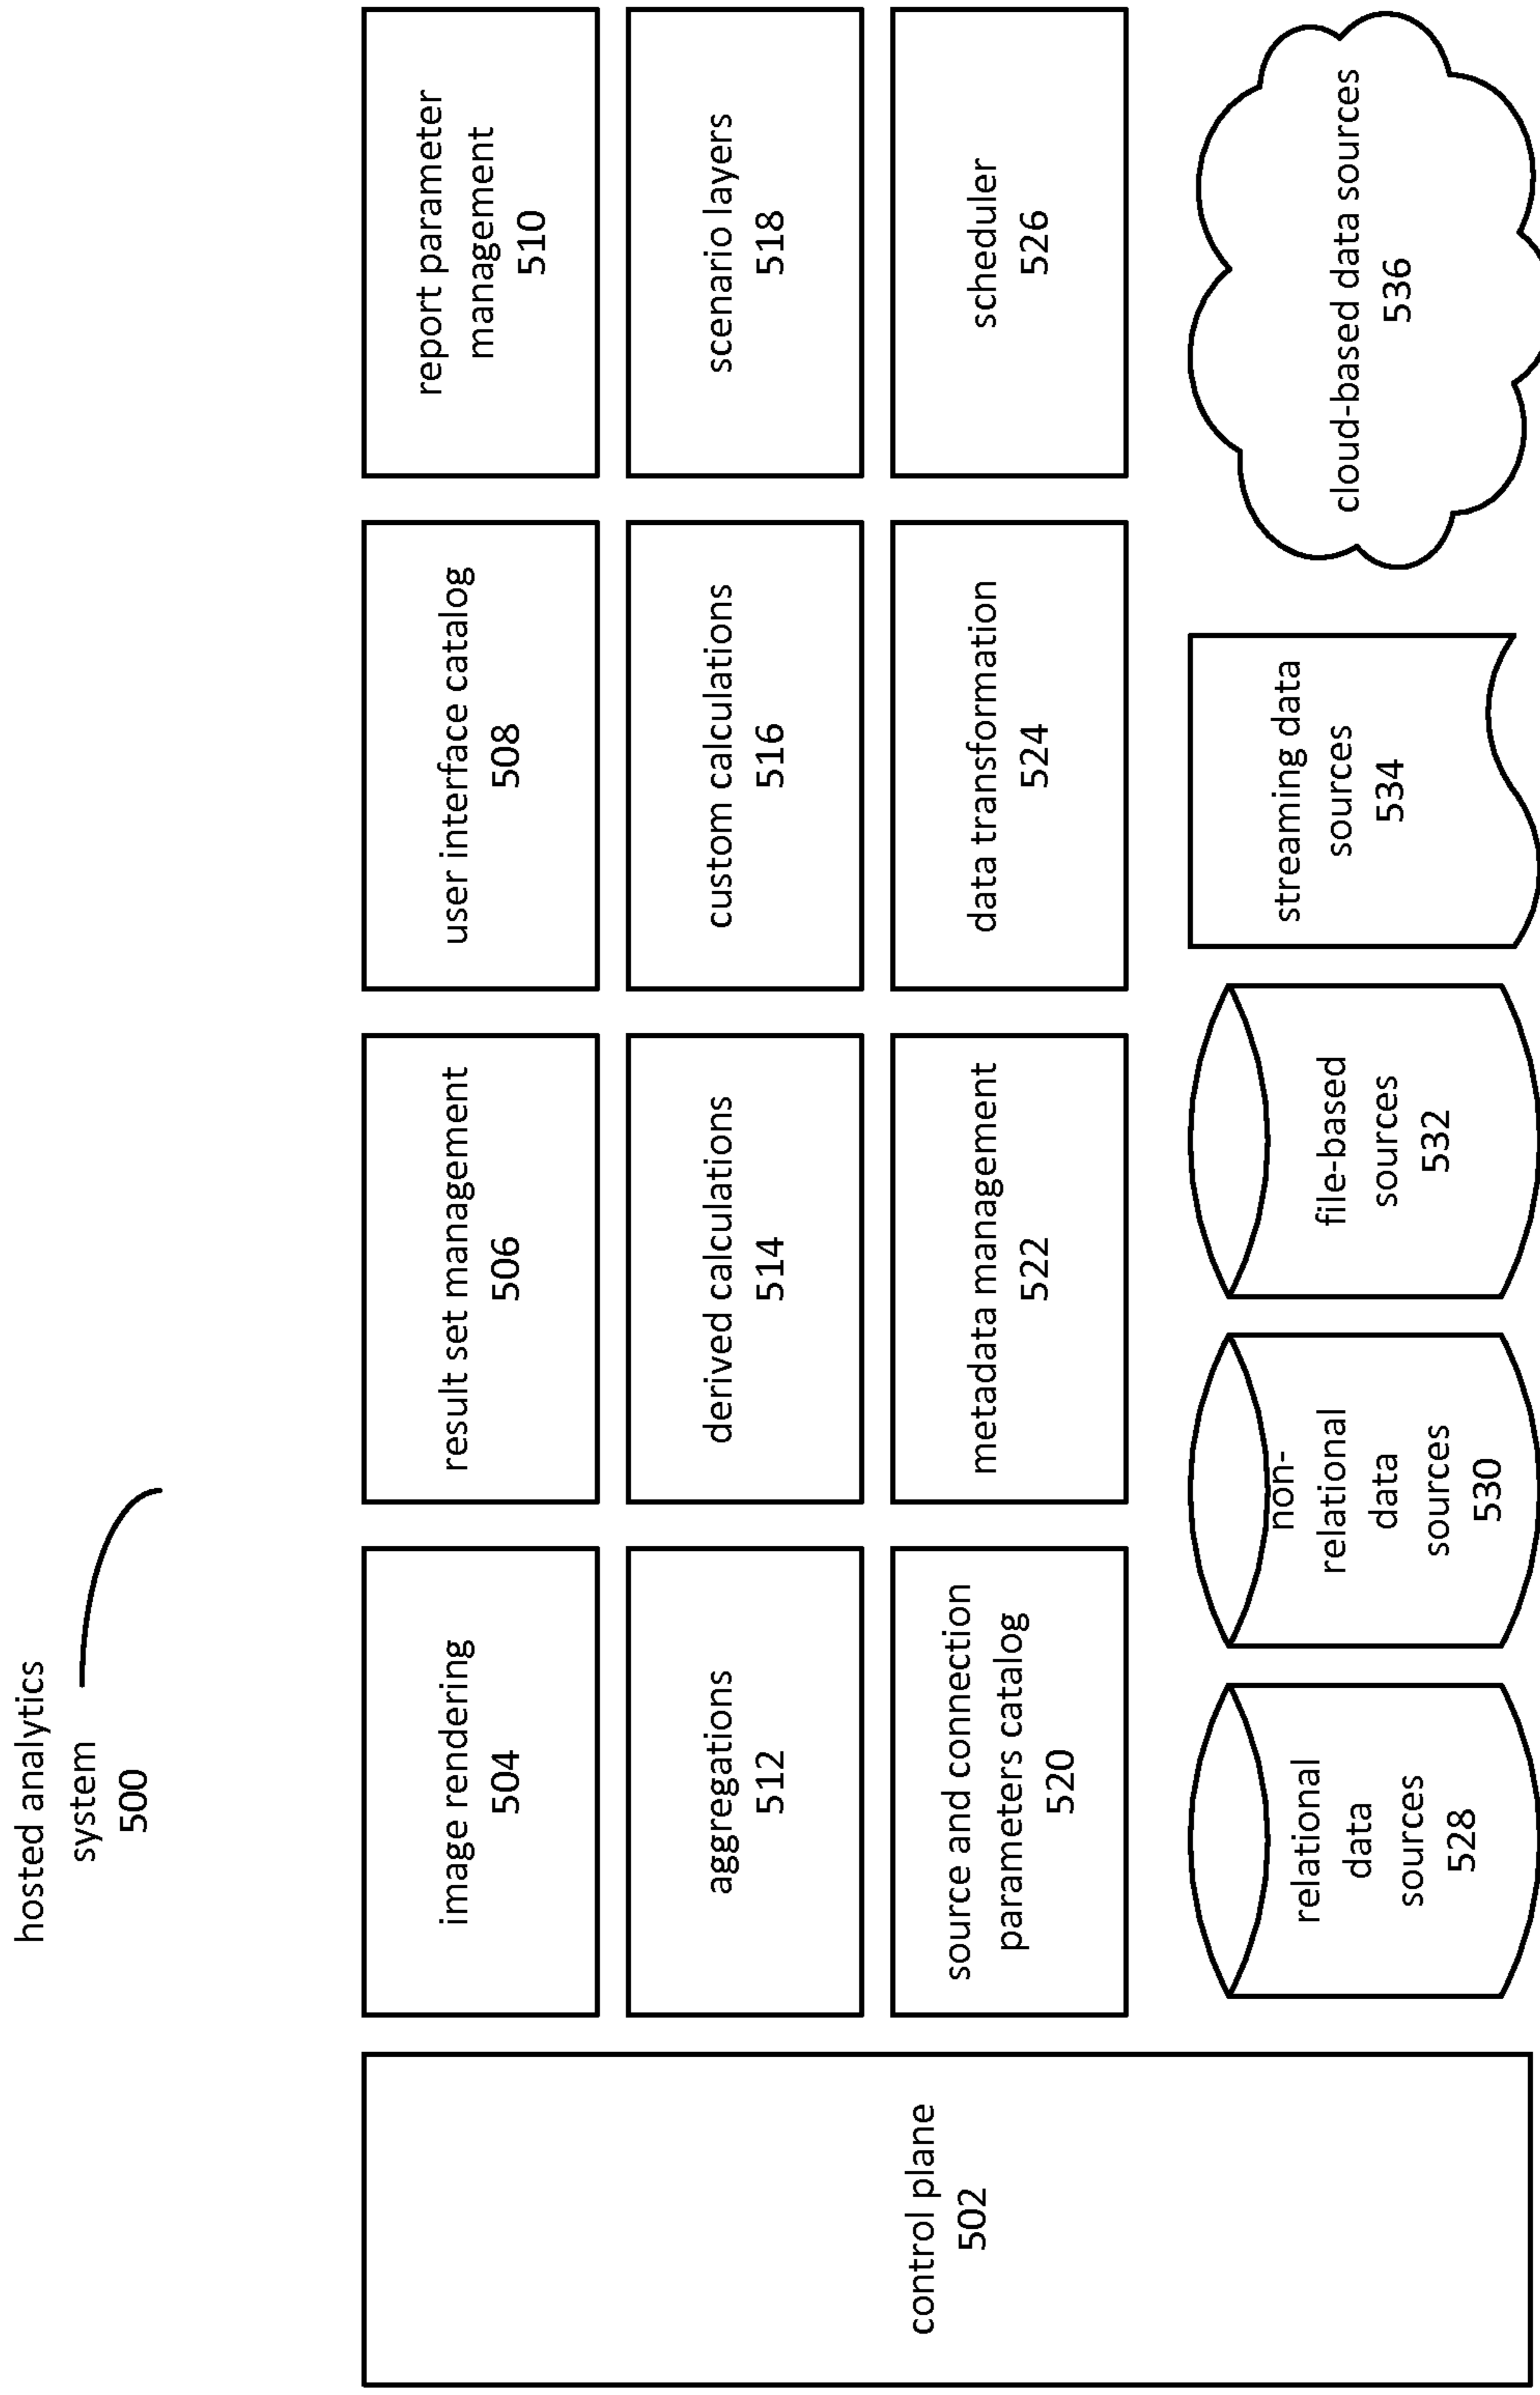 hosted analytics
system
500
control plane
502
image rendering
504
result set management
506
user interface catalog
508
report parameter
management
510
aggregations
512
derived calculations
514
custom calculations
516
scenario layers
518
source and connection
parameters catalog
520
metadata management
522
data transformation
524
scheduler
526
relational
data
sources
528
non-
relational
data
sources
530
file-based
sources
532
streaming data
sources
534
cloud-based data sources
536